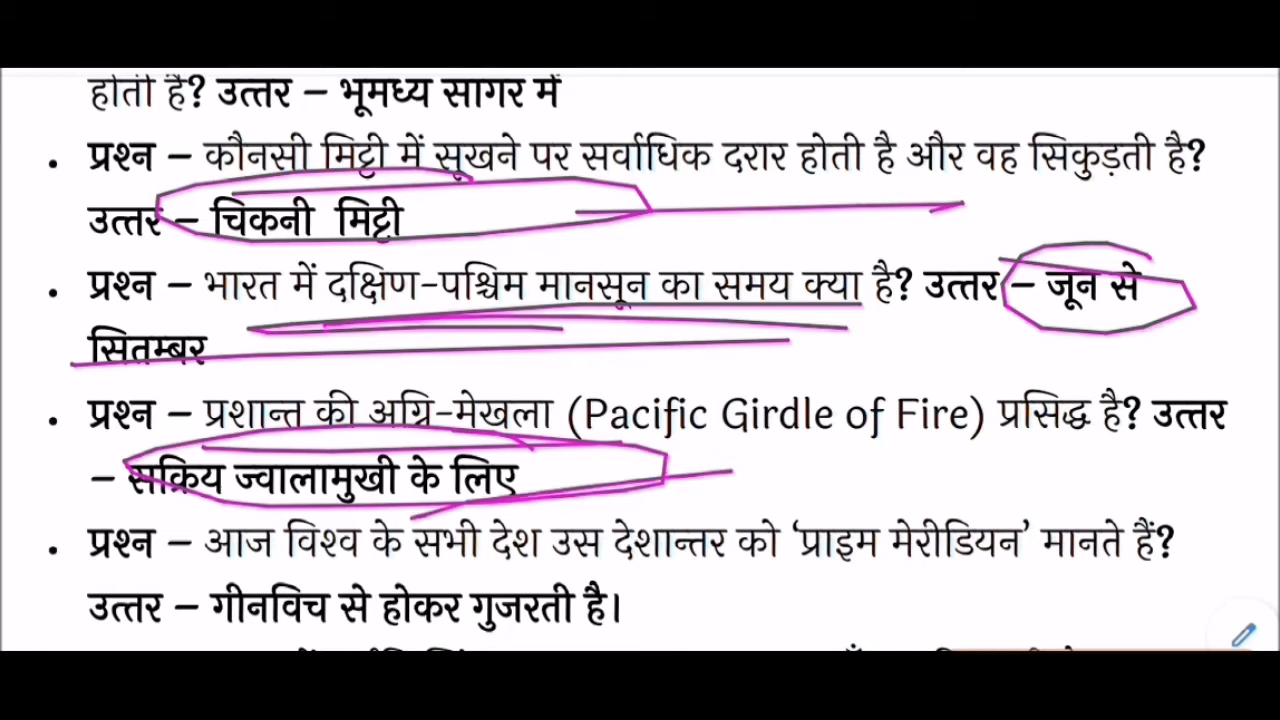 होती है? उत्तर – भूमध्य सागर में
• प्रश्न – कौनसी मिट्टी में सूखने पर सर्वाधिक दरार होती है और वह सिकुड़ती है?
उत्तर – चिकनी मिट्टी
• प्रश्न – भारत में दक्षिण-पश्चिम मानसून का समय क्या है? उत्तर – जून से
सितम्बर
• प्रश्न – प्रशान्त की अग्नि-मेखला (Pacific Girdle of Fire) प्रसिद्ध है? उत्तर
– सक्रिय ज्वालामुखी के लिए
• प्रश्न – आज विश्व के सभी देश उस देशान्तर को ‘प्राइम मेरीडियन’ मानते हैं?
उत्तर – गीनविच से होकर गुजरती है।